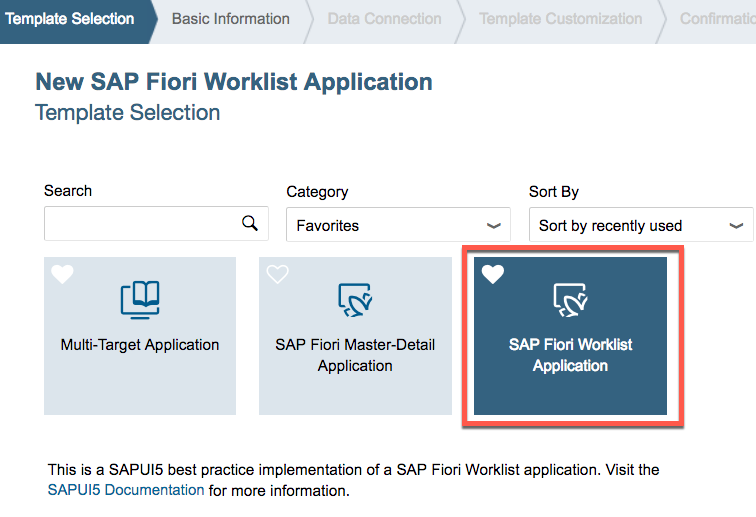 Template Selection Basic Information Data Connection Template Customization Confirmatio
New SAP Fiori Worklist Application
Template Selection
Search Category Sort By
Favorites Sort by recently used
Multi-Target Application SAP Fiori Master-Detail SAP Fiori Worklist
Application Application
This is a SAPUI5 best practice implementation of a SAP Fiori Worklist application. Visit the
SAPUI5 Documentation for more information.